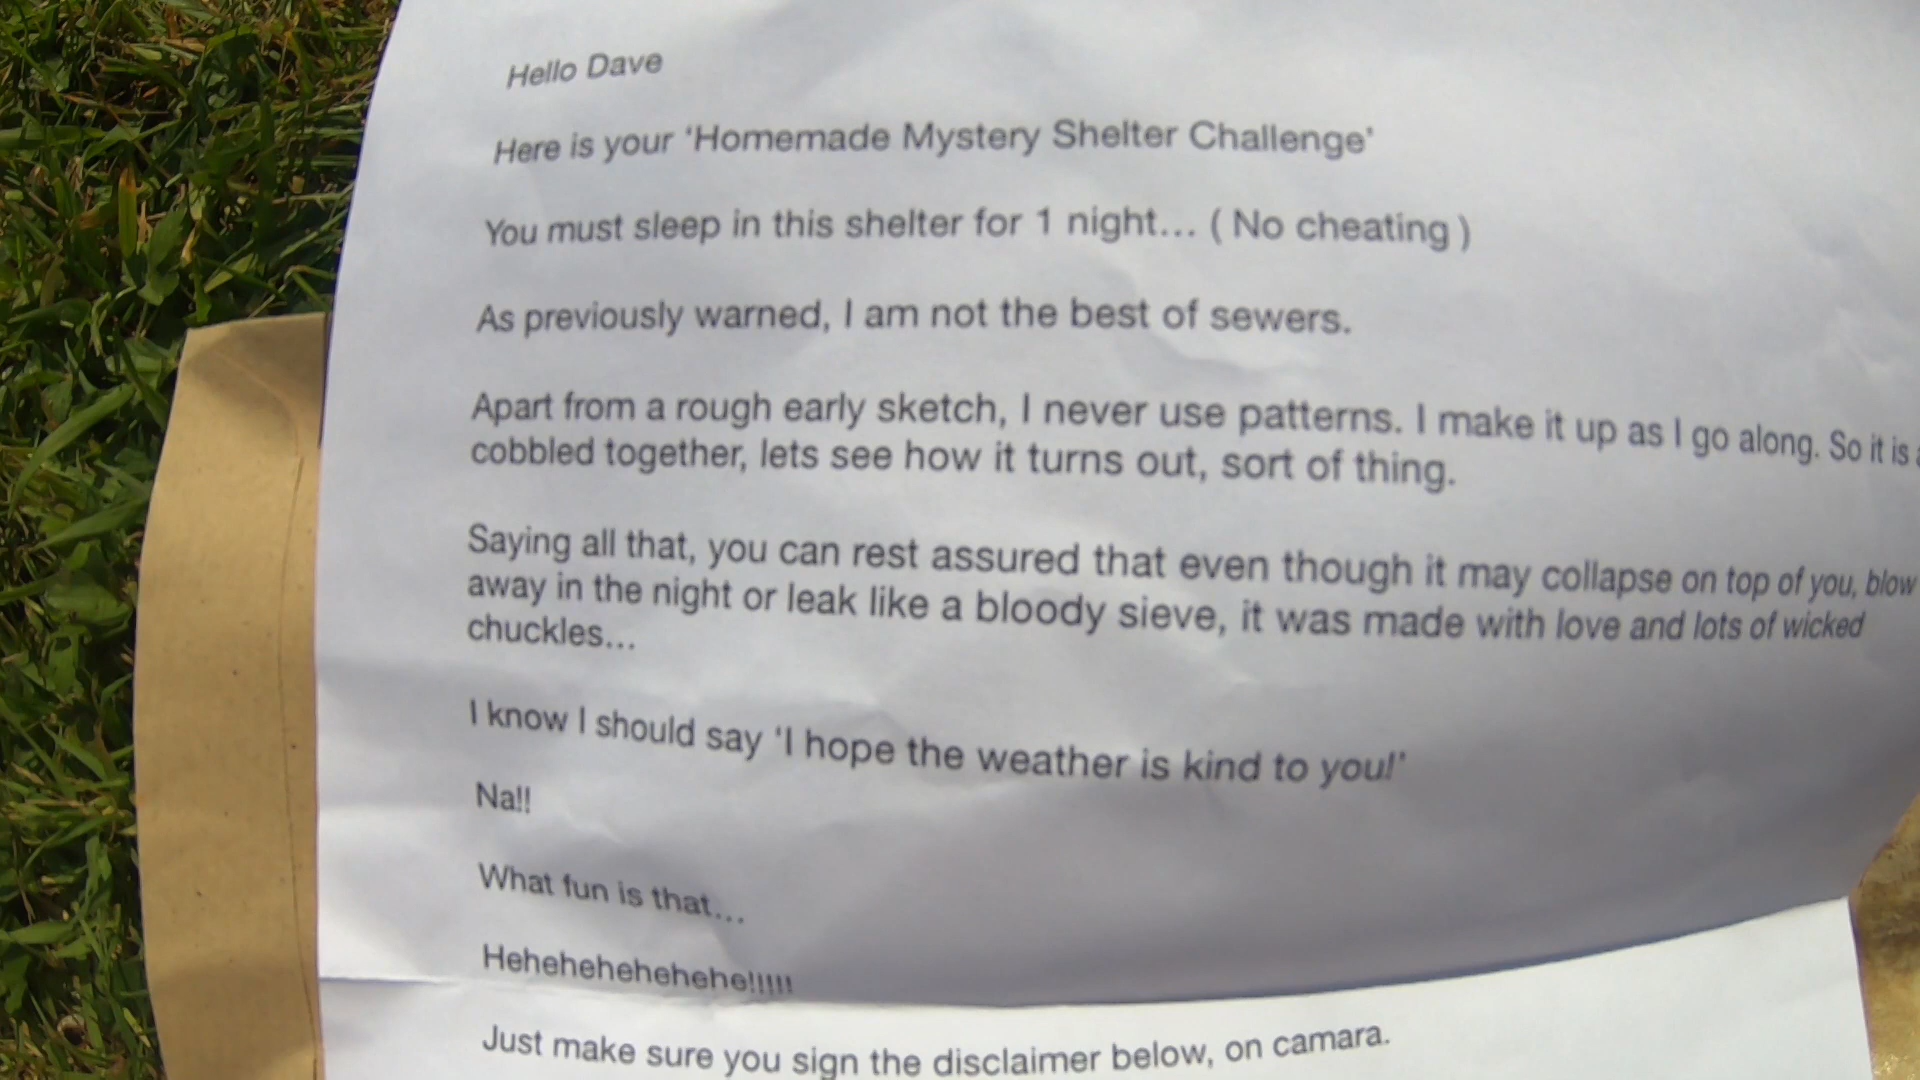 Hello Dave
Here is your 'Homemade Mystery Shelter Challenge'
You must sleep in this shelter for 1 night... ( No cheating )
As previously warned, I am not the best of sewers.
Apart from a rough early sketch, I never use patterns. I make it up as I go along. So it is
cobbled together, lets see how it turns out, sort of thing.
Saying all that, you can rest assured that even though it may collapse on top of you, blow
away in the night or leak like a bloody sieve, it was made with love and lots of wicked
chuckles...
I know I should say 'I hope the weather is kind to you!'
Na!!
What fun is that...
Hehehehehehehe!!!!!
Just make sure you sign the disclaimer below, on camara.